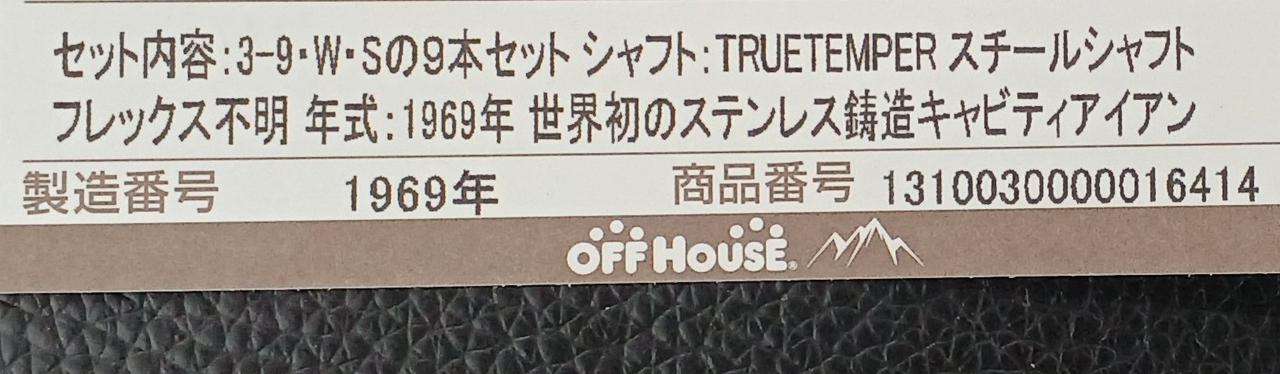 セット内容:3-9・W・Sの9本セット シャフト:TRUETEMPER スチールシャフト
フレックス不明 年式:1969年 世界初のステンレス鋳造キャビティアイアン
製造番号 1969年 商品番号 1310030000016414
OFF HOUSE®